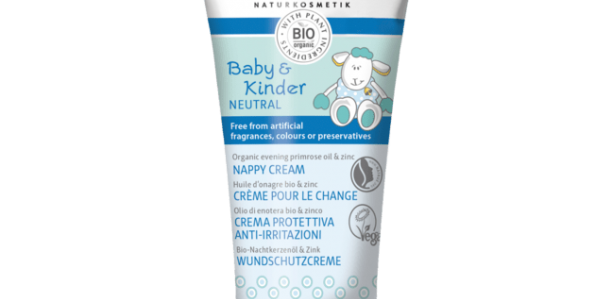 NATURKOSMETIK
WITH PLANT INGREDIENTS
BIO
organic
Baby &
Kinder
NEUTRAL
Free from artificial
fragrances, colours or preservatives
Organic evening primrose oil & zinc
NAPPY CREAM
Huile d'onagre bio & zinc
CRÈME POUR LE CHANGE
Olio di enotera bio & zinco
CREMA PROTETTIVA
ANTI-IRRITAZIONI
Bio-Nachtkerzenöl & Zink
WUNDSCHUTZCREME